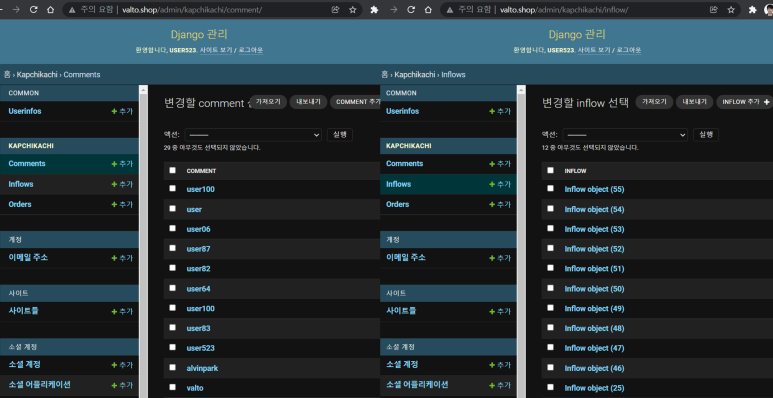 주의 요함 | valto.shop/admin/kapchikachi/comment/
Django 관리
환영합니다, USER523. 사이트 보기 / 로그아웃
홈 › Kapchikachi › Comments
COMMON
Userinfos + 추가
KAPCHIKACHI
Comments + 추가
Inflows + 추가
Orders + 추가
계정
이메일 주소 + 추가
사이트
사이트들 + 추가
소셜 계정
소셜 계정 + 추가
소셜 어플리케이션 + 추가
변경할 comment
가져오기
내보내기
COMMENT 추가
액션: ---------
실행
29 중 아무것도 선택되지 않았습니다.
COMMENT
user100
user
user06
user87
user82
user64
user100
user83
user523
alvinpark
valto
주의 요함 | valto.shop/admin/kapchikachi/inflow/
Django 관리
환영합니다, USER523. 사이트 보기 / 로그아웃
홈 › Kapchikachi › Inflows
COMMON
Userinfos + 추가
KAPCHIKACHI
Comments + 추가
Inflows + 추가
Orders + 추가
계정
이메일 주소 + 추가
사이트
사이트들 + 추가
소셜 계정
소셜 계정 + 추가
소셜 어플리케이션 + 추가
변경할 inflow 선택
가져오기
내보내기
INFLOW 추가 +
액션: ---------
실행
12 중 아무것도 선택되지 않았습니다.
INFLOW
Inflow object (55)
Inflow object (54)
Inflow object (53)
Inflow object (52)
Inflow object (51)
Inflow object (50)
Inflow object (49)
Inflow object (48)
Inflow object (47)
Inflow object (46)
Inflow object (25)